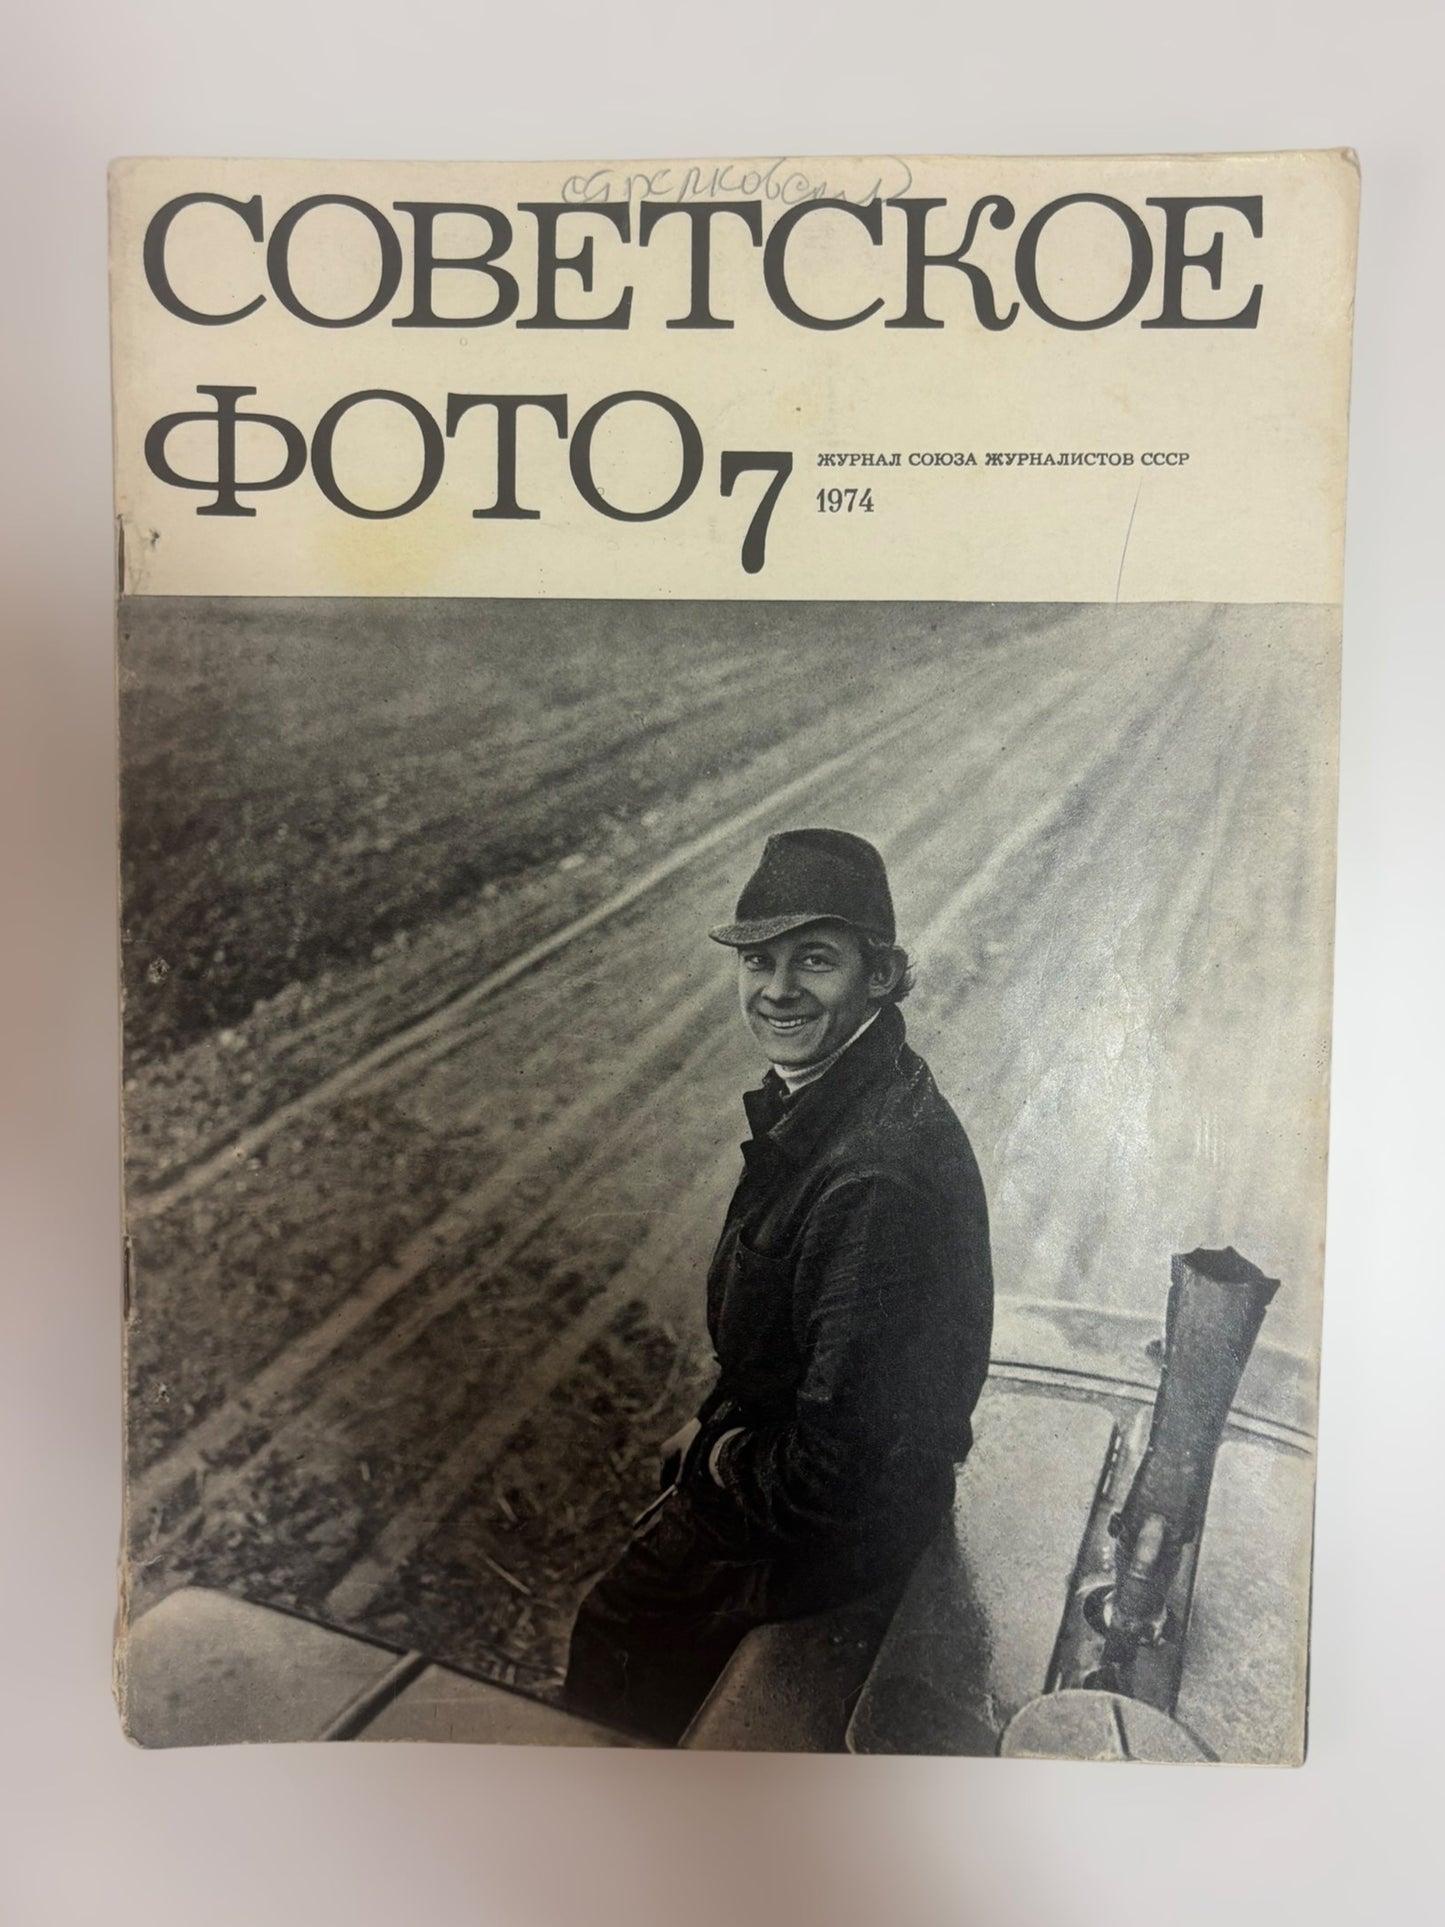 СОВЕТСКОЕ
ФОТО 7
ЖУРНАЛ СОЮЗА ЖУРНАЛИСТОВ СССР
1974